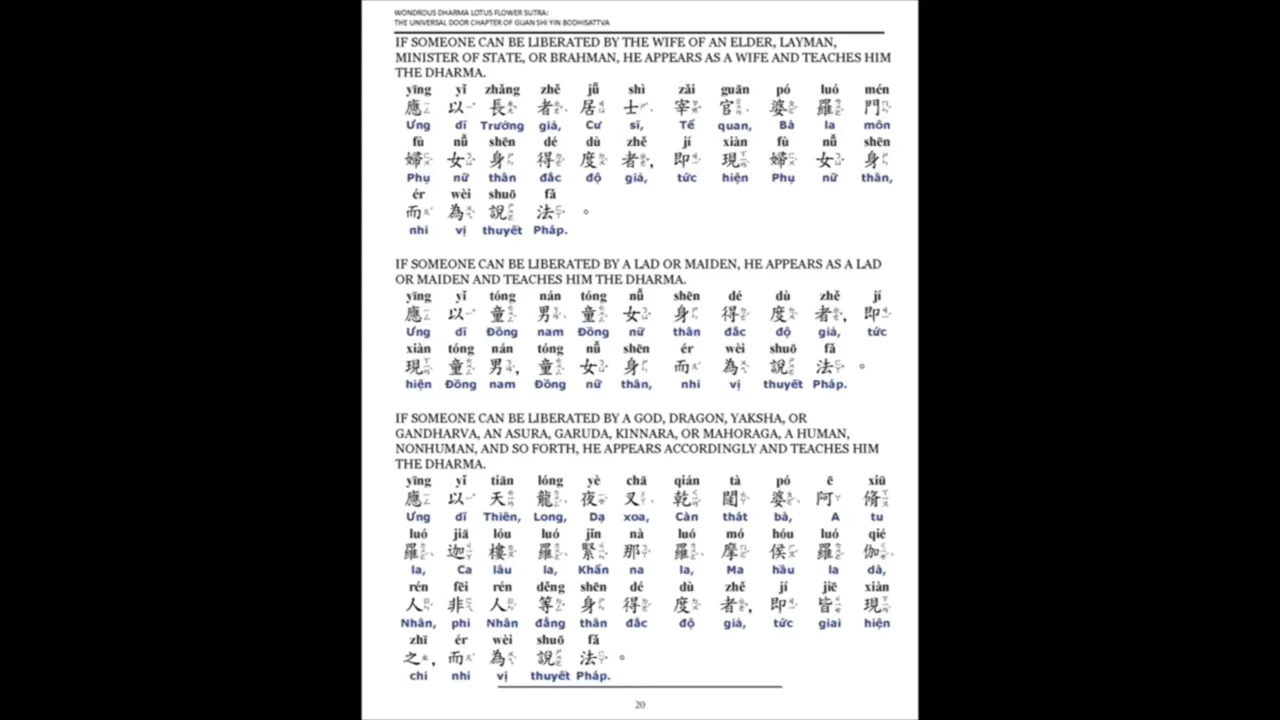 WONDROUS DHARMA LOTUS FLOWER SUTRA:
THE UNIVERSAL DOOR CHAPTER OF GUAN SHI YIN BODHISATTVA
IF SOMEONE CAN BE LIBERATED BY THE WIFE OF AN ELDER, LAYMAN,
MINISTER OF STATE, OR BRAHMAN, HE APPEARS AS A WIFE AND TEACHES HIM
THE DHARMA.
yīng yǐ zhǎng zhě jǖ shì zǎi guān pó luó mén
應 以 長 者、 居 士、 宰 官、 婆 羅 門
Ưng dĩ Trưởng giả, Cư sĩ, Tể quan, Bà la môn
fù nǚ shēn dé dù zhě jí xiàn fù nǚ shēn
婦 女 身 得 度 者, 即 現 婦 女 身
Phụ nữ thân đắc độ giả, tức hiện Phụ nữ thân,
ér wèi shuō fǎ
而 為 說 法 。
nhi vị thuyết Pháp.
IF SOMEONE CAN BE LIBERATED BY A LAD OR MAIDEN, HE APPEARS AS A LAD
OR MAIDEN AND TEACHES HIM THE DHARMA.
yīng yǐ tóng nán tóng nǚ shēn dé dù zhě jí
應 以 童 男、 童 女 身 得 度 者, 即
Ưng dĩ Đồng nam Đồng nữ thân đắc độ giả, tức
xiàn tóng nán tóng nǚ shēn ér wèi shuō fǎ
現 童 男, 童 女 身 而 為 說 法 。
hiện Đồng nam Đồng nữ thân, nhi vị thuyết Pháp.
IF SOMEONE CAN BE LIBERATED BY A GOD, DRAGON, YAKSHA, OR
GANDHARVA, AN ASURA, GARUDA, KINNARA, OR MAHORAGA, A HUMAN,
NONHUMAN, AND SO FORTH, HE APPEARS ACCORDINGLY AND TEACHES HIM
THE DHARMA.
yīng yǐ tiān lóng yè chā qián tà pó ē xiū
應 以 天、 龍、 夜 叉、 乾 闥 婆、 阿 脩
Ưng dĩ Thiên, Long, Dạ xoa, Càn thát bà, A tu
luó jiā lóu luó jǐn nà luó mó hóu luó qié
羅、 迦 樓 羅、 緊 那 羅、 摩 侯 羅 伽、
la, Ca lâu la, Khẩn na la, Ma hầu la dà,
rén fēi rén děng shēn dé dù zhě jí jiē xiàn
人 非 人 等 身 得 度 者, 即 皆 現
Nhân, phi Nhân đẳng thân đắc độ giả, tức giai hiện
zhī ér wèi shuō fǎ
之, 而 為 說 法 。
chi nhi vị thuyết Pháp.
20